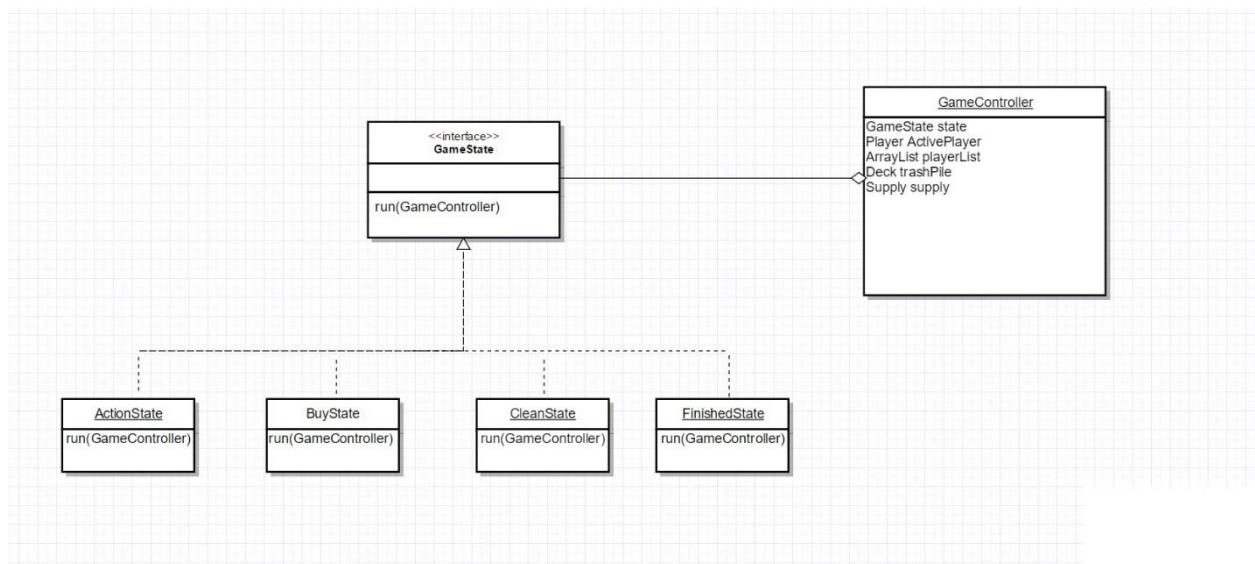 <<interface>>
GameState
run(GameController)
GameController
GameState state
Player ActivePlayer
ArrayList playerList
Deck trashPile
Supply supply
ActionState
run(GameController)
BuyState
run(GameController)
CleanState
run(GameController)
FinishedState
run(GameController)